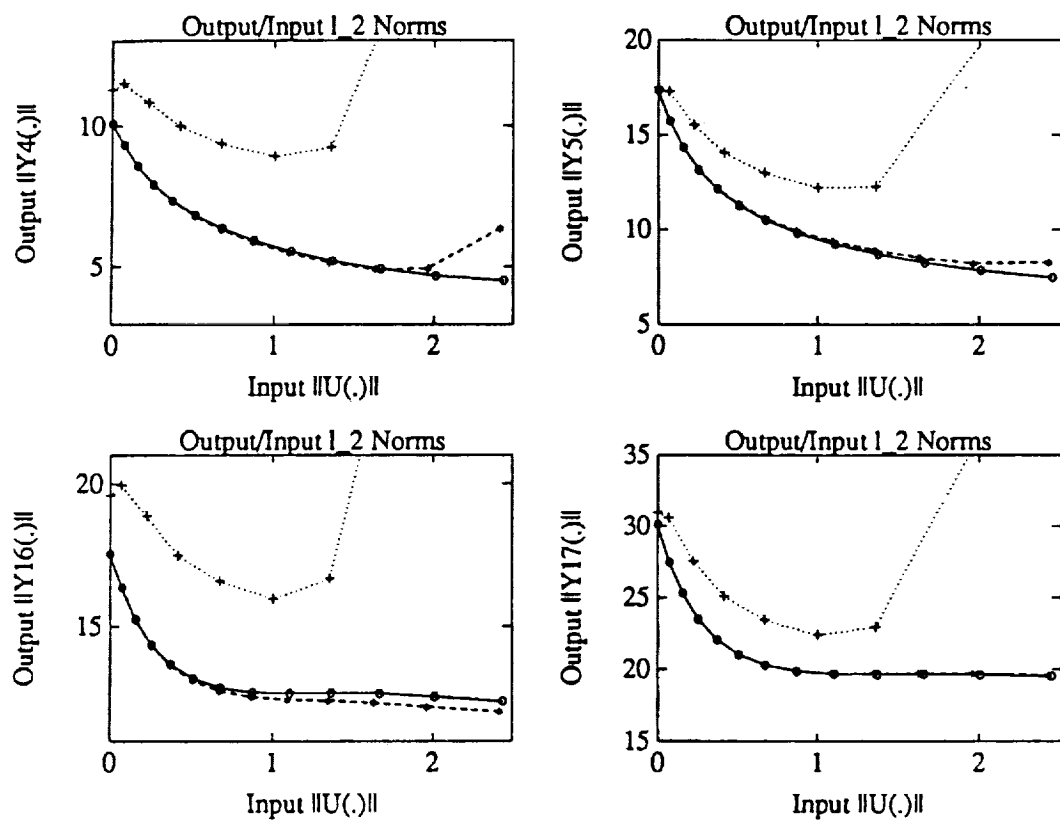 Output/Input l_2 Norms
10
5
0
1
2
Output ||Y4(.)||
Input ||U(.)||
Output/Input l_2 Norms
20
15
10
5
0
1
2
Output ||Y5(.)||
Input ||U(.)||
Output/Input l_2 Norms
20
15
0
1
2
Output ||Y16(.)||
Input ||U(.)||
Output/Input l_2 Norms
35
30
25
20
15
0
1
2
Output ||Y17(.)||
Input ||U(.)||